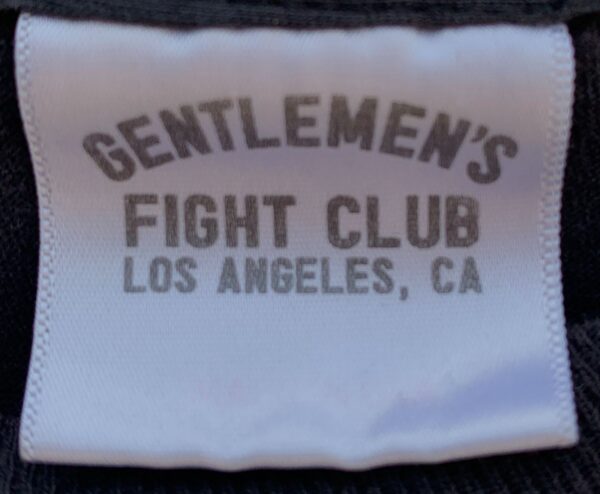 GENTLEMEN'S
FIGHT CLUB
LOS ANGELES, CA